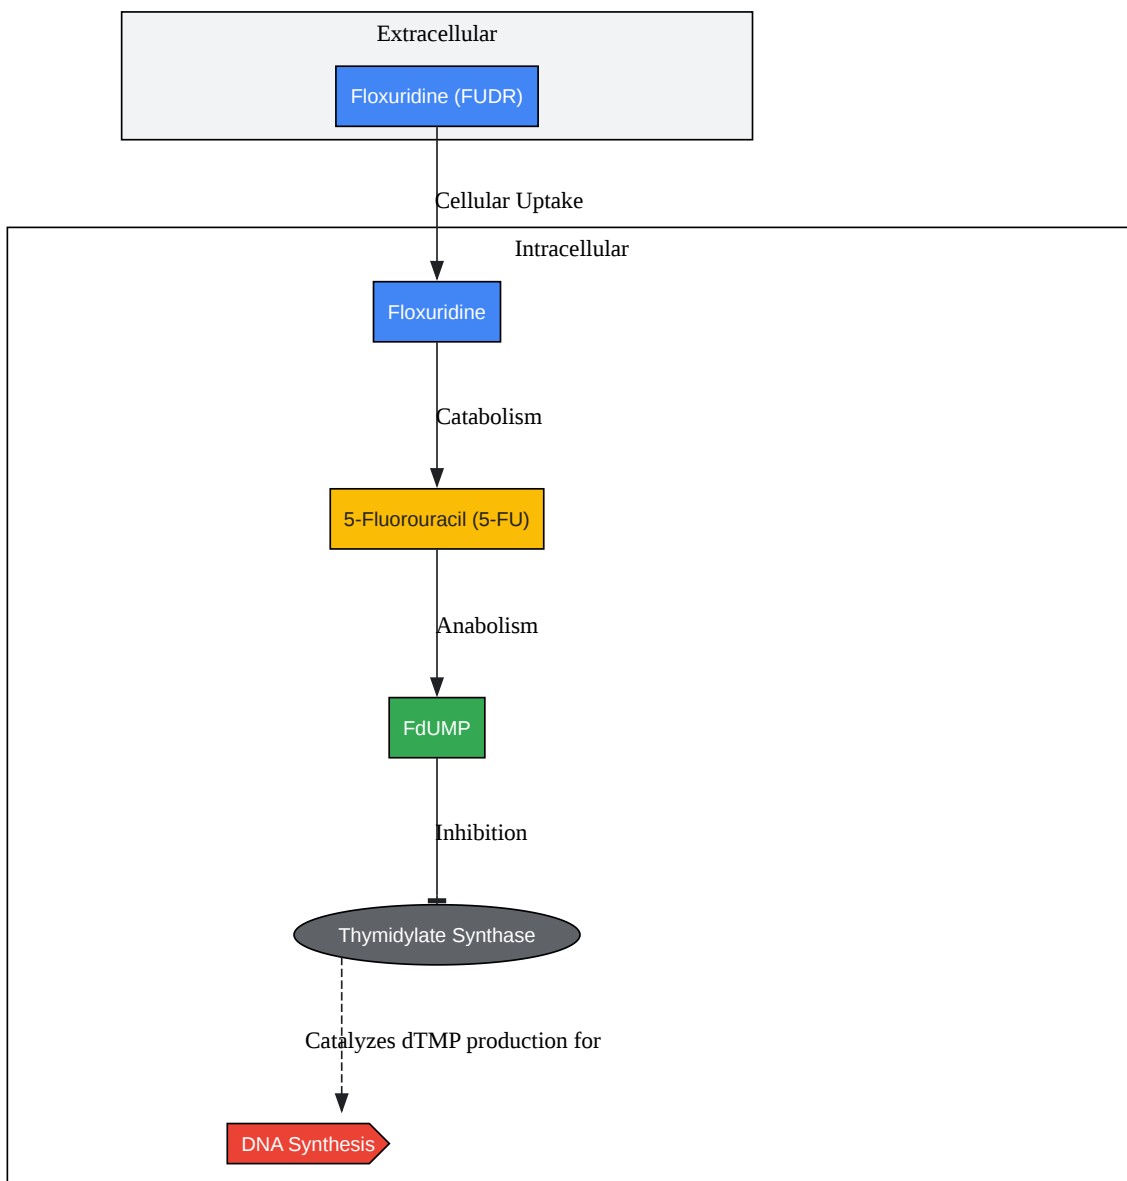 Extracellular
Floxuridine (FUDR)
Cellular Uptake
Intracellular
Floxuridine
Catabolism
5-Fluorouracil (5-FU)
Anabolism
FdUMP
Inhibition
Thymidylate Synthase
Catalyzes dTMP production for
DNA Synthesis